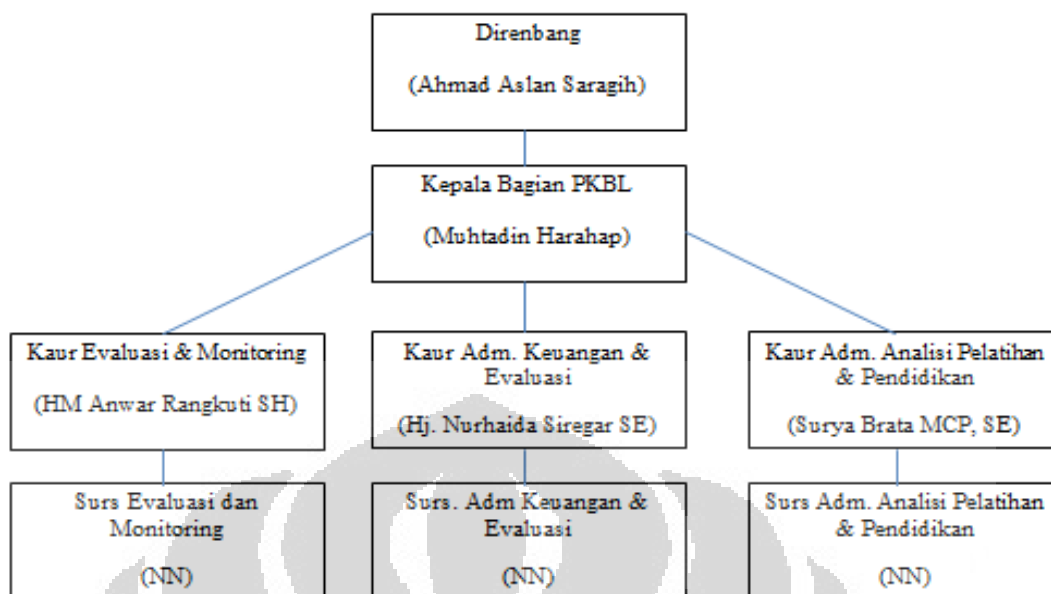 Direnbang
(Ahmad Aslan Saragih)
Kepala Bagian PKBL
(Muhtadin Harahap)
Kaur Evaluasi & Monitoring
(HM Anwar Rangkuti SH)
Kaur Adm. Keuangan &
Evaluasi
(Hj. Nurhaida Siregar SE)
Kaur Adm. Analisi Pelatihan
& Pendidikan
(Surya Brata MCP, SE)
Surs Evaluasi dan
Monitoring
(NN)
Surs. Adm Keuangan &
Evaluasi
(NN)
Surs Adm. Analisi Pelatihan
& Pendidikan
(NN)